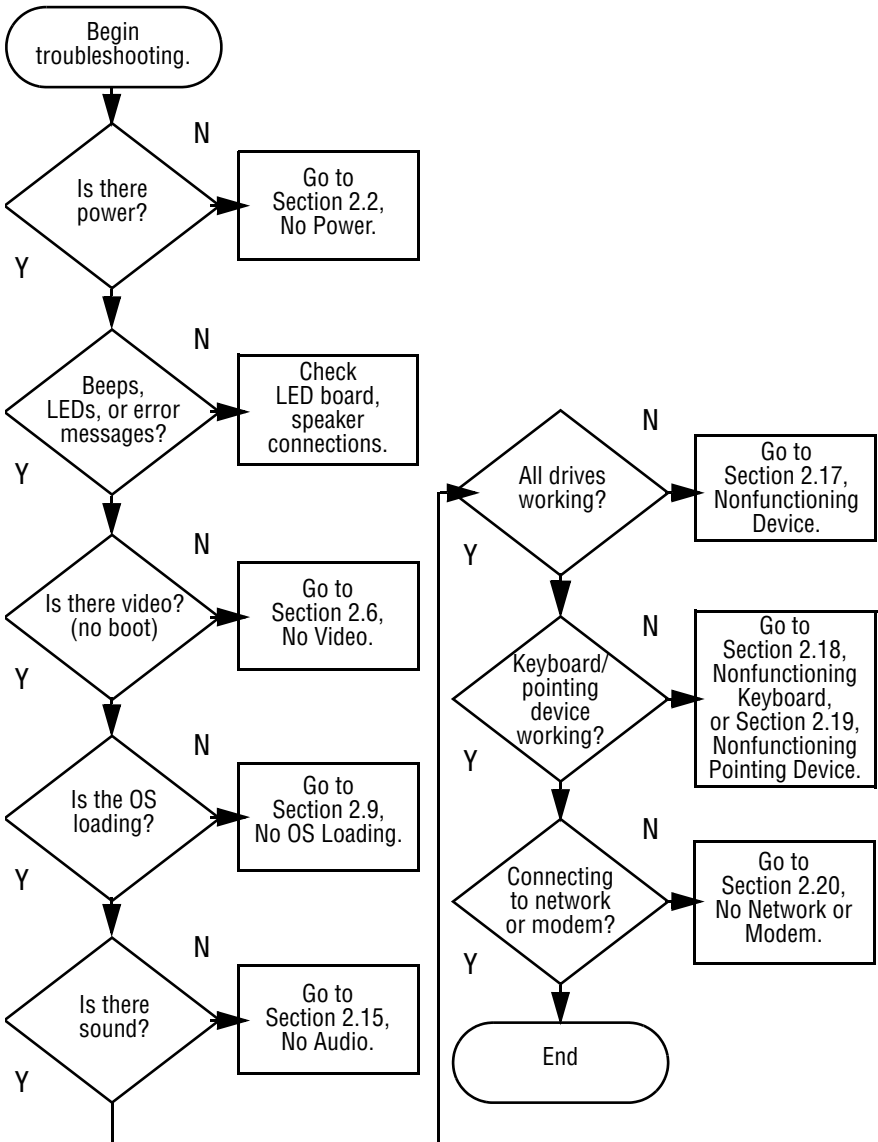 Begin
troubleshooting.
N
Is there
power?
Go to
Section 2.2,
No Power.
Y
N
Beeps,
LEDs, or error
messages?
Check
LED board,
speaker
connections.
Y
N
Is there video?
(no boot)
Go to
Section 2.6,
No Video.
Y
N
Is the OS
loading?
Go to
Section 2.9,
No OS Loading.
Y
N
Is there
sound?
Go to
Section 2.15,
No Audio.
Y
N
All drives
working?
Go to
Section 2.17,
Nonfunctioning
Device.
Y
N
Keyboard/
pointing
device
working?
Go to
Section 2.18,
Nonfunctioning
Keyboard,
or Section 2.19,
Nonfunctioning
Pointing Device.
Y
N
Connecting
to network
or modem?
Go to
Section 2.20,
No Network or
Modem.
Y
End